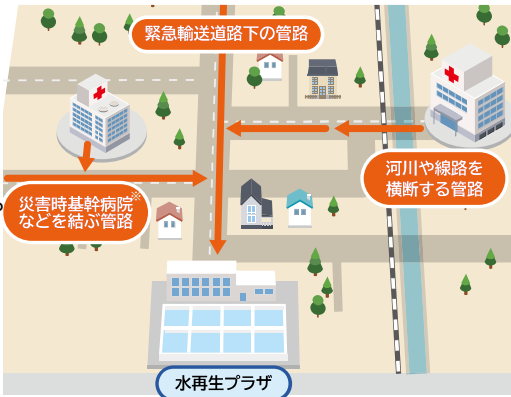 緊急輸送道路下の管路
河川や線路を
横断する管路
災害時基幹病院※
などを結ぶ管路
水再生プラザ